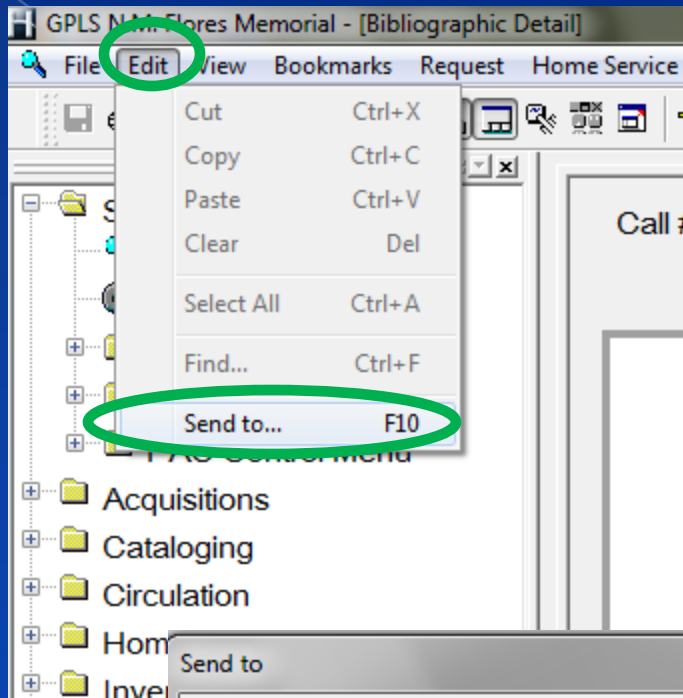 GPLS N.M. Flores Memorial - [Bibliographic Detail]
File Edit View Bookmarks Request Home Service
Cut Ctrl+X
Copy Ctrl+C
Paste Ctrl+V
Clear Del
Select All Ctrl+A
Find... Ctrl+F
Send to... F10
Call #
Acquisitions
Cataloging
Circulation
Send to